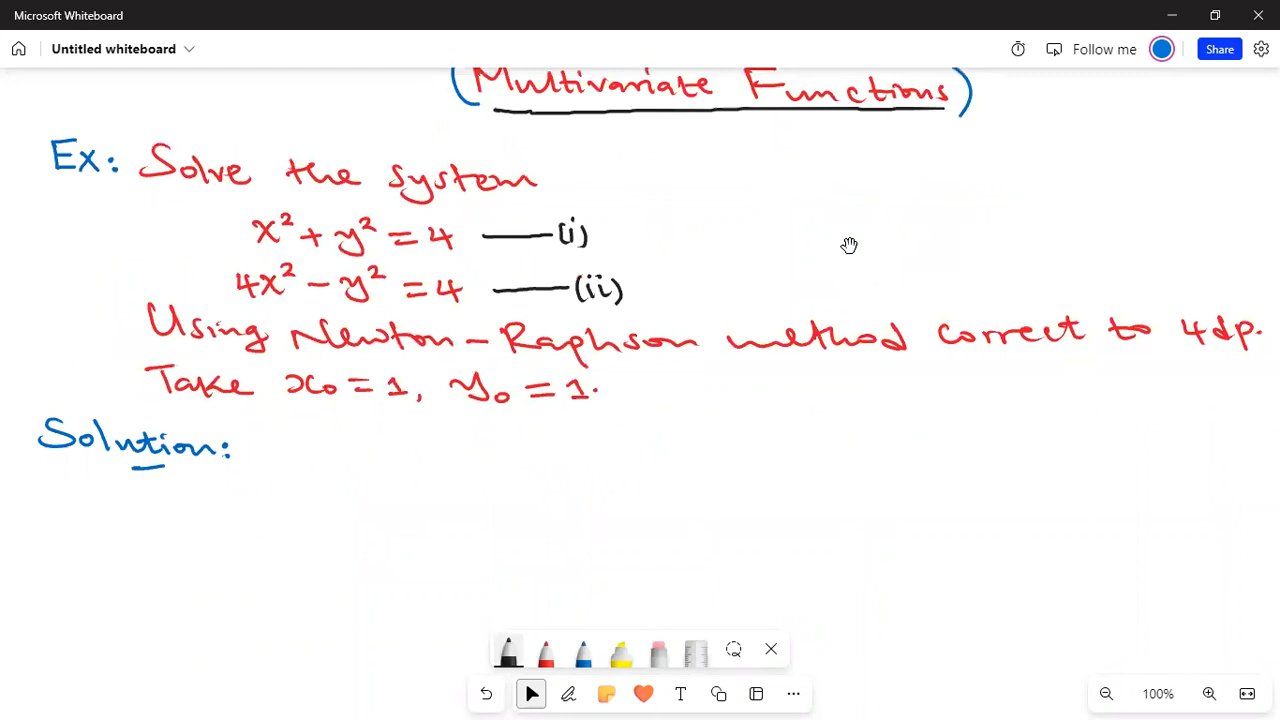 Microsoft Whiteboard
Untitled whiteboard
Follow me
Share
(Multivariate Functions)
Ex: Solve the system
x² + y² = 4 ——(i)
4x² - y² = 4 ——(ii)
Using Newton-Raphson method correct to 4dp.
Take x₀ = 1, y₀ = 1.
Solution:
100%